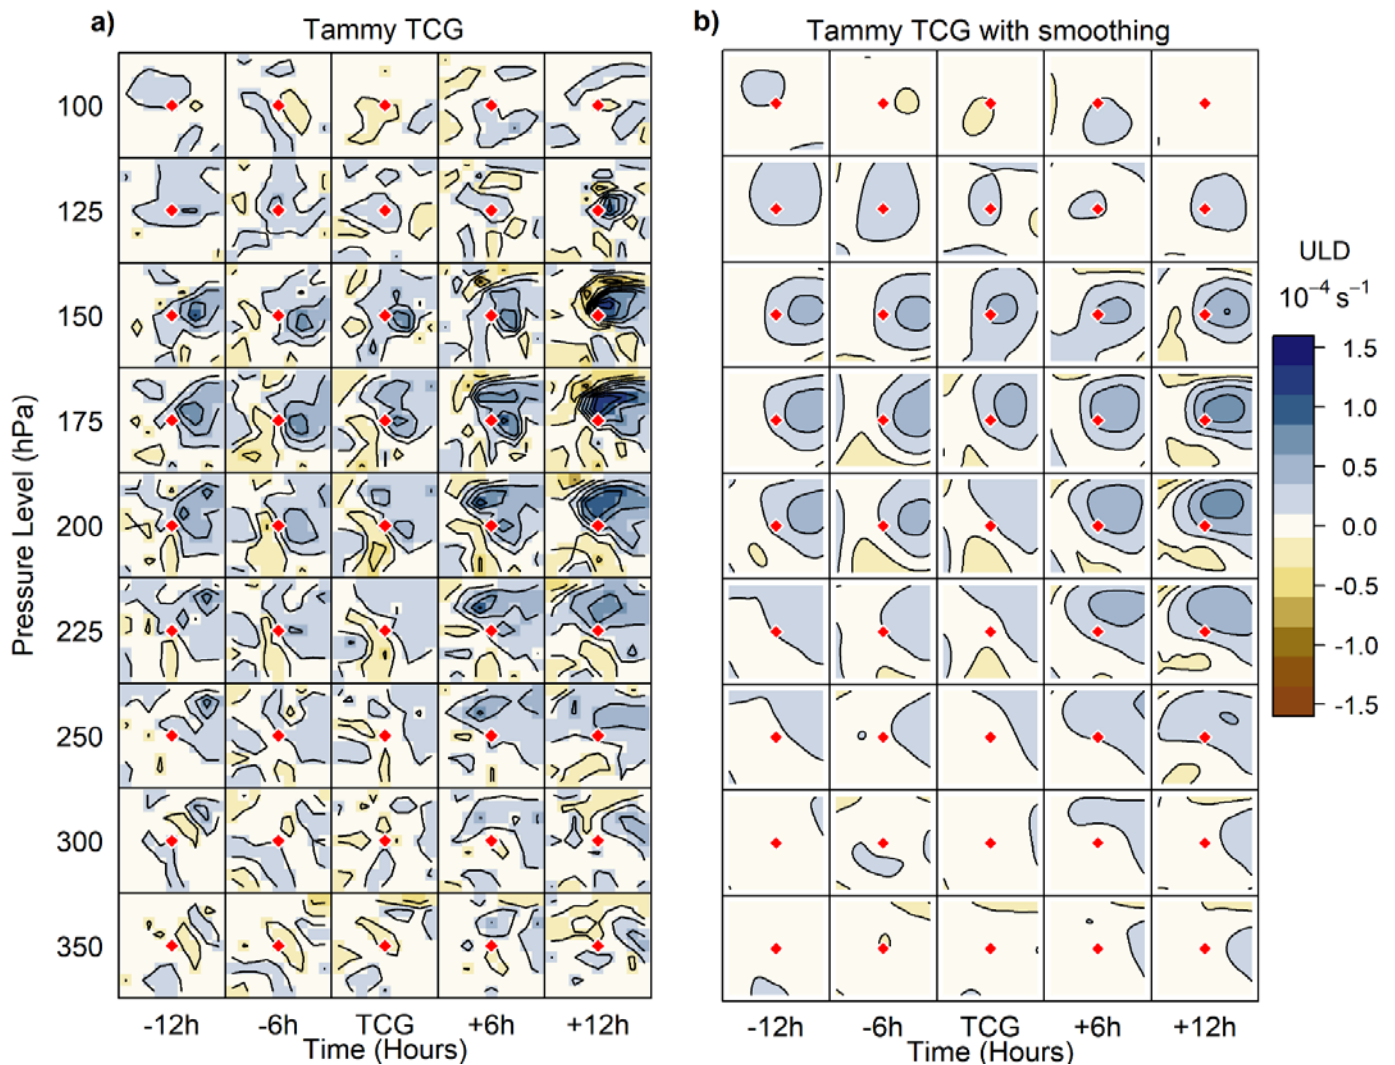 a)
Tammy TCG
b)
Tammy TCG with smoothing
Pressure Level (hPa)
100
125
150
175
200
225
250
300
350
-12h
-6h
TCG
+6h
+12h
Time (Hours)
-12h
-6h
TCG
+6h
+12h
Time (Hours)
ULD
10⁻⁴ s⁻¹
1.5
1.0
0.5
0.0
-0.5
-1.0
-1.5